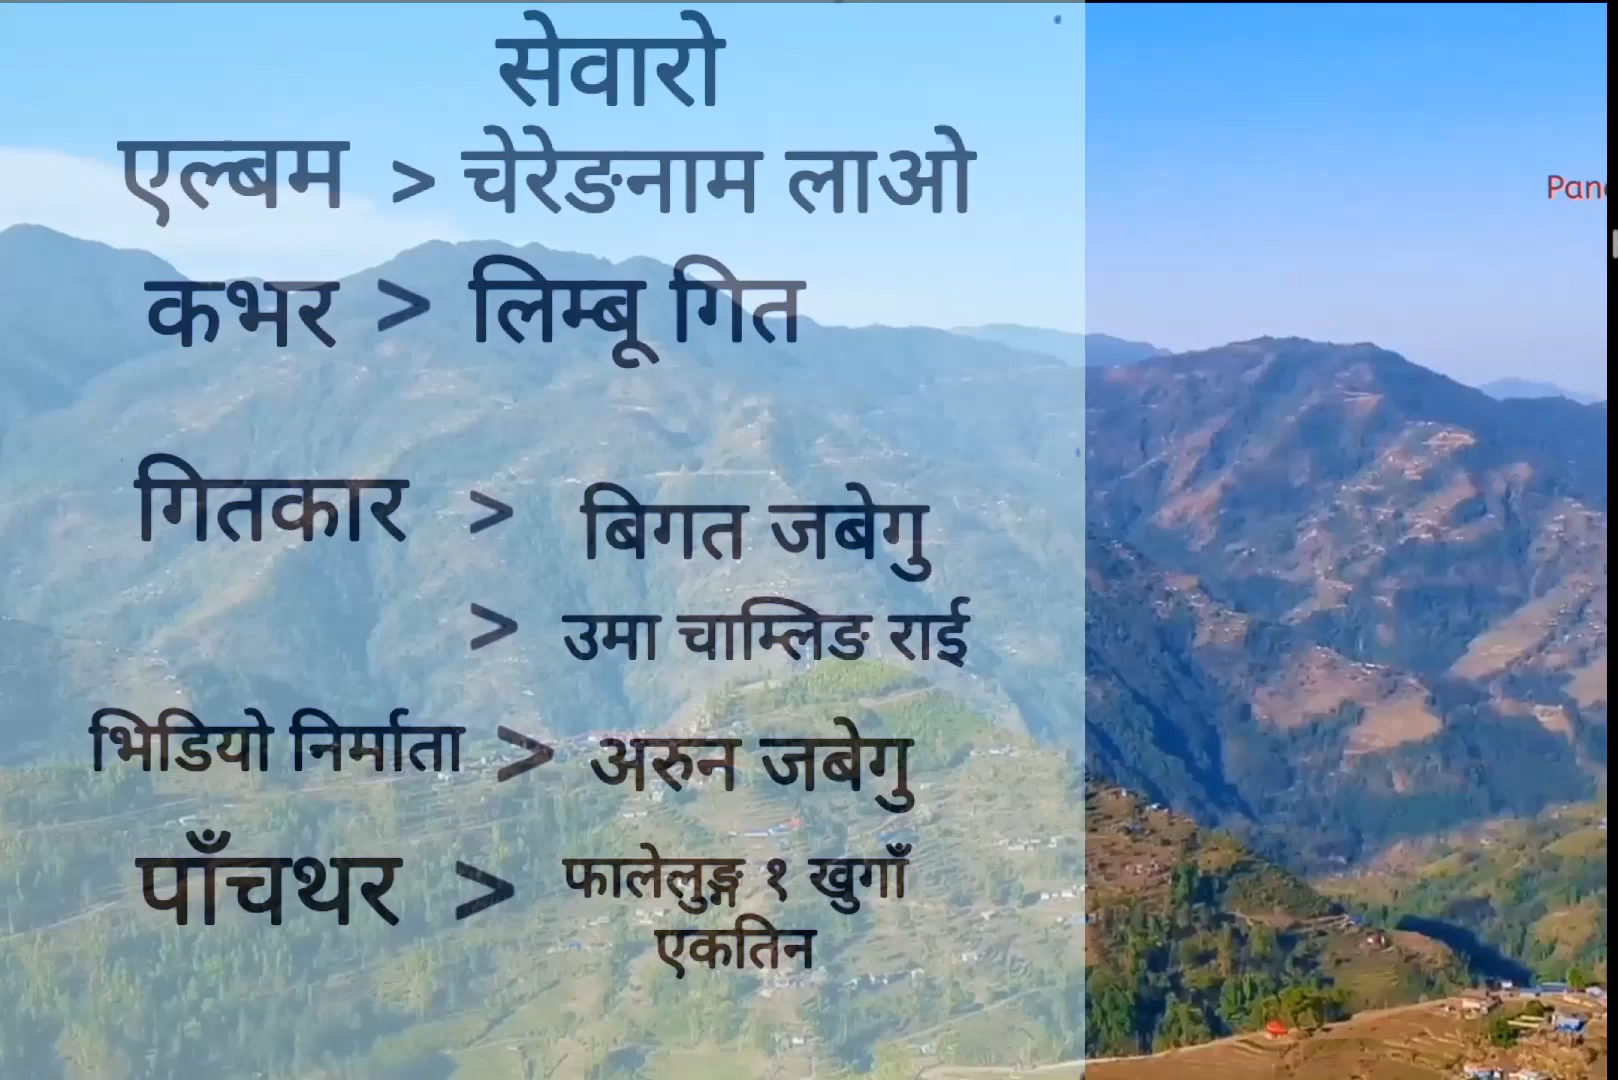 सेवारो
एल्बम > चेरेङनाम लाओ
कभर > लिम्बू गित
गितकार > बिगत जबेगु
> उमा चाम्लिङ राई
भिडियो निर्माता > अरुन जबेगु
पाँचथर > फालेलुङ्ग १ खुगाँ
एकतिन